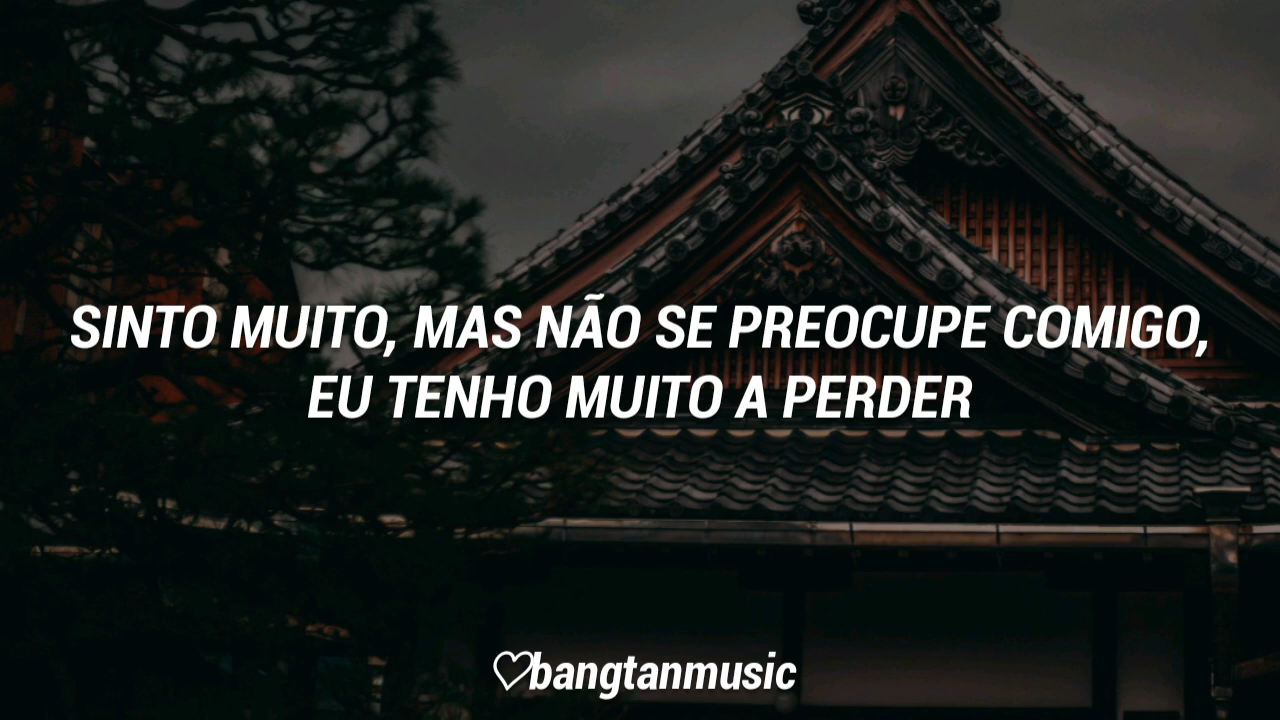 SINTO MUITO, MAS NÃO SE PREOCUPE COMIGO,
EU TENHO MUITO A PERDER
♡bangtanmusic